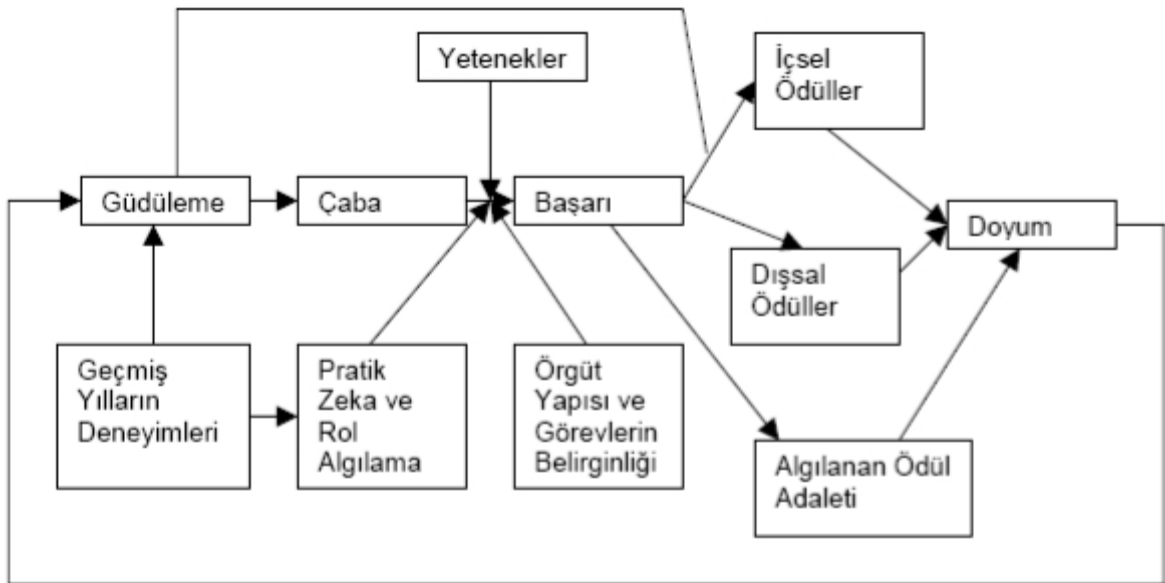 Yetenekler
İçsel
Ödüller
Güdüleme
Çaba
Başarı
Doyum
Dışsal
Ödüller
Geçmiş
Yılların
Deneyimleri
Pratik
Zeka ve
Rol
Algılama
Örgüt
Yapısı ve
Görevlerin
Belirginliği
Algılanan Ödül
Adaleti